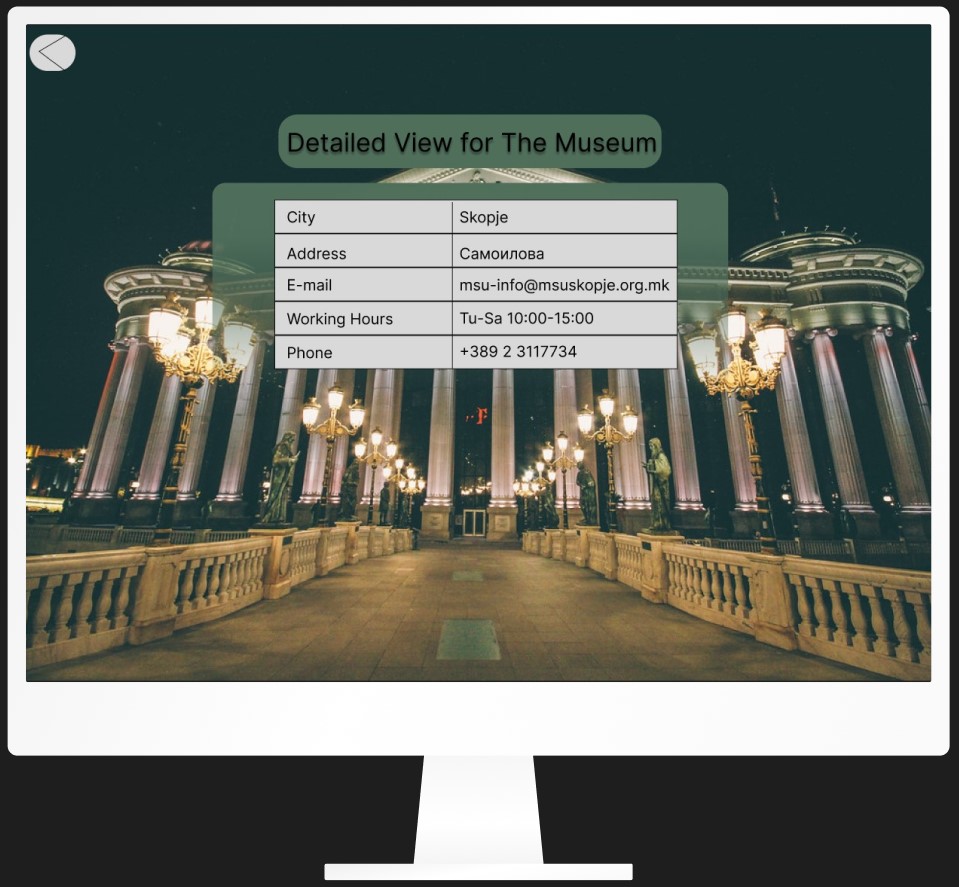 Detailed View for The Museum
City Skopje
Address Самоилова
E-mail msu-info@msuskopje.org.mk
Working Hours Tu-Sa 10:00-15:00
Phone +389 2 3117734